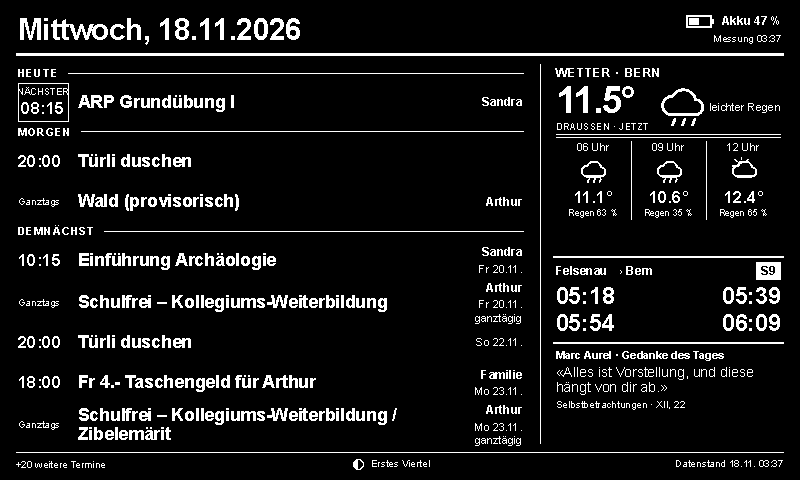 Mittwoch, 18.11.2026
Akku 47 %
Messung 03:37
HEUTE
NÄCHSTER
08:15
ARP Grundübung I
Sandra
MORGEN
20:00
Türli duschen
Ganztags
Wald (provisorisch)
Arthur
DEMNÄCHST
10:15
Einführung Archäologie
Sandra
Fr 20.11.
Ganztags
Schulfrei – Kollegiums-Weiterbildung
Arthur
Fr 20.11.
ganztägig
20:00
Türli duschen
So 22.11.
18:00
Fr 4.- Taschengeld für Arthur
Familie
Mo 23.11.
Ganztags
Schulfrei – Kollegiums-Weiterbildung /
Zibelemärit
Arthur
Mo 23.11.
ganztägig
WETTER · BERN
11.5°
leichter Regen
DRAUSSEN · JETZT
06 Uhr
09 Uhr
12 Uhr
11.1°
10.6°
12.4°
Regen 63 %
Regen 35 %
Regen 65 %
Felsenau → Bern
S9
05:18
05:39
05:54
06:09
Marc Aurel · Gedanke des Tages
«Alles ist Vorstellung, und diese
hängt von dir ab.»
Selbstbetrachtungen · XII, 22
+20 weitere Termine
Erstes Viertel
Datenstand 18.11. 03:37